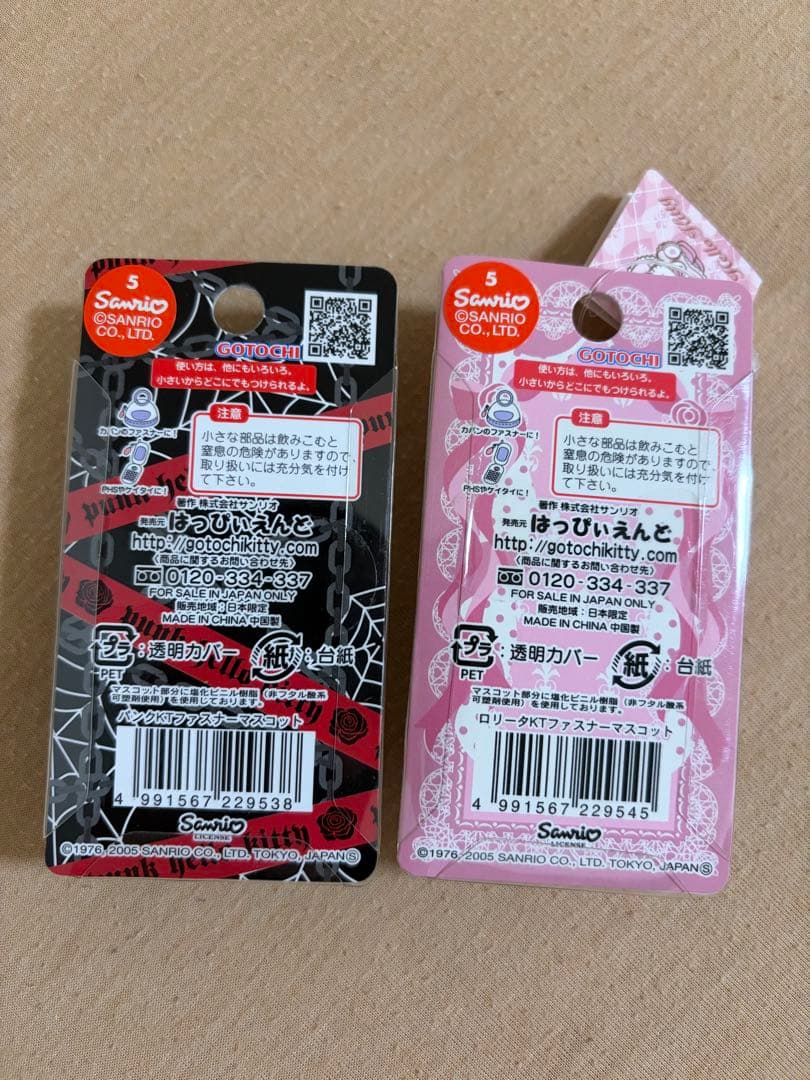 punk he
5
Sanrio
©SANRIO
CO., LTD.
GOTOCHI
使い方は、他にもいろいろ。
小さいからどこにでもつけられるよ。
カバンのファスナーに!
PHSやケイタイに!
注意
小さな部品は飲みこむと
窒息の危険がありますので、
取り扱いには充分気を付け
て下さい。
著作 株式会社サンリオ
発売元 はっぴぃえんど
http://gotochikitty.com
〈商品に関するお問い合わせ先〉
0120-334-337
FOR SALE IN JAPAN ONLY
販売地域:日本限定
MADE IN CHINA 中国製
プラ:透明カバー
PET
紙:台紙
マスコット部分に塩化ビニル樹脂(非フタル酸系
可塑剤使用)を使用しております。
パンクKTファスナーマスコット
4 991567 229538
Sanrio
LICENSE
punk hello kitty
©1976, 2005 SANRIO CO., LTD. TOKYO, JAPAN Ⓢ
Hello Kitty
5
Sanrio
©SANRIO
CO., LTD.
GOTOCHI
使い方は、他にもいろいろ。
小さいからどこにでもつけられるよ。
カバンのファスナーに!
PHSやケイタイに!
注意
小さな部品は飲みこむと
窒息の危険がありますので、
取り扱いには充分気を付け
て下さい。
著作 株式会社サンリオ
発売元 はっぴぃえんど
http://gotochikitty.com
〈商品に関するお問い合わせ先〉
0120-334-337
FOR SALE IN JAPAN ONLY
販売地域:日本限定
MADE IN CHINA 中国製
プラ:透明カバー
PET
紙:台紙
マスコット部分に塩化ビニル樹脂(非フタル酸系
可塑剤使用)を使用しております。
ロリータKTファスナーマスコット
4 991567 229545
Sanrio
LICENSE
©1976, 2005 SANRIO CO., LTD. TOKYO, JAPAN Ⓢ